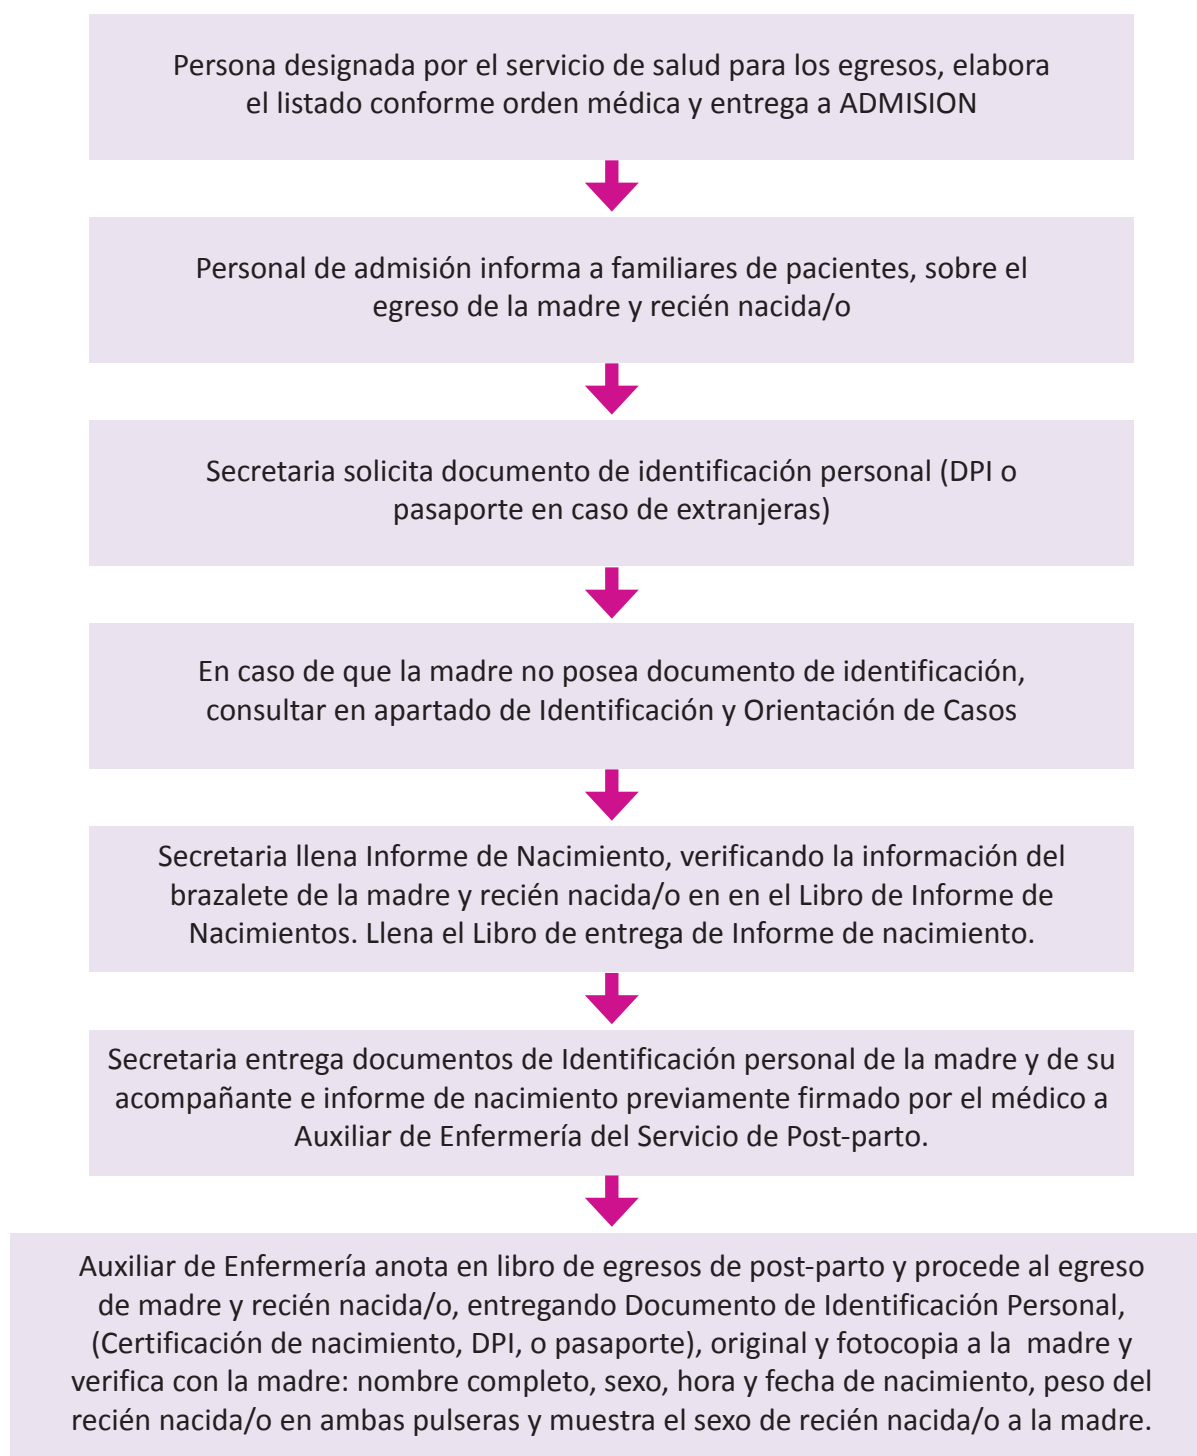 Persona designada por el servicio de salud para los egresos, elabora
el listado conforme orden médica y entrega a ADMISION
Personal de admisión informa a familiares de pacientes, sobre el
egreso de la madre y recién nacida/o
Secretaria solicita documento de identificación personal (DPI o
pasaporte en caso de extranjeras)
En caso de que la madre no posea documento de identificación,
consultar en apartado de Identificación y Orientación de Casos
Secretaria llena Informe de Nacimiento, verificando la información del
brazalete de la madre y recién nacida/o en en el Libro de Informe de
Nacimientos. Llena el Libro de entrega de Informe de nacimiento.
Secretaria entrega documentos de Identificación personal de la madre y de su
acompañante e informe de nacimiento previamente firmado por el médico a
Auxiliar de Enfermería del Servicio de Post-parto.
Auxiliar de Enfermería anota en libro de egresos de post-parto y procede al egreso
de madre y recién nacida/o, entregando Documento de Identificación Personal,
(Certificación de nacimiento, DPI, o pasaporte), original y fotocopia a la  madre y
verifica con la madre: nombre completo, sexo, hora y fecha de nacimiento, peso del
recién nacida/o en ambas pulseras y muestra el sexo de recién nacida/o a la madre.